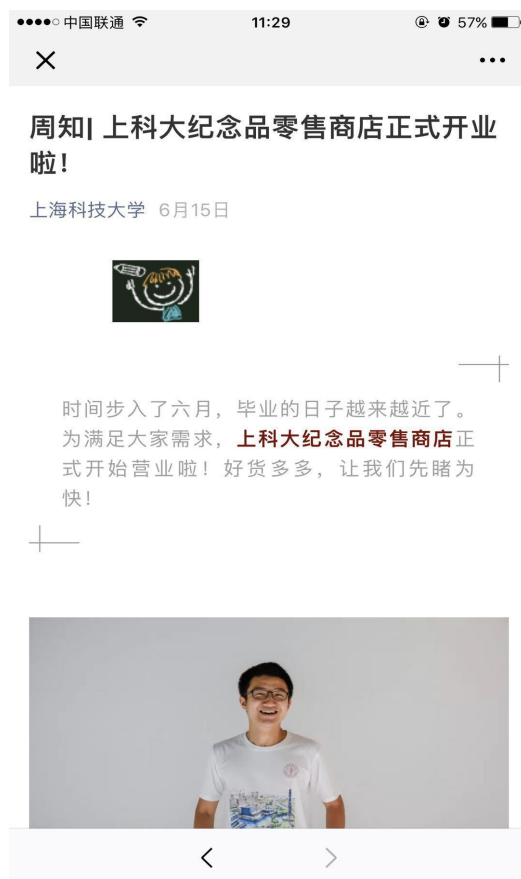 中国联通 11:29 57%
周知| 上科大纪念品零售商店正式开业
啦！
上海科技大学 6月15日
时间步入了六月，毕业的日子越来越近了。
为满足大家需求，上科大纪念品零售商店正
式开始营业啦！好货多多，让我们先睹为
快！